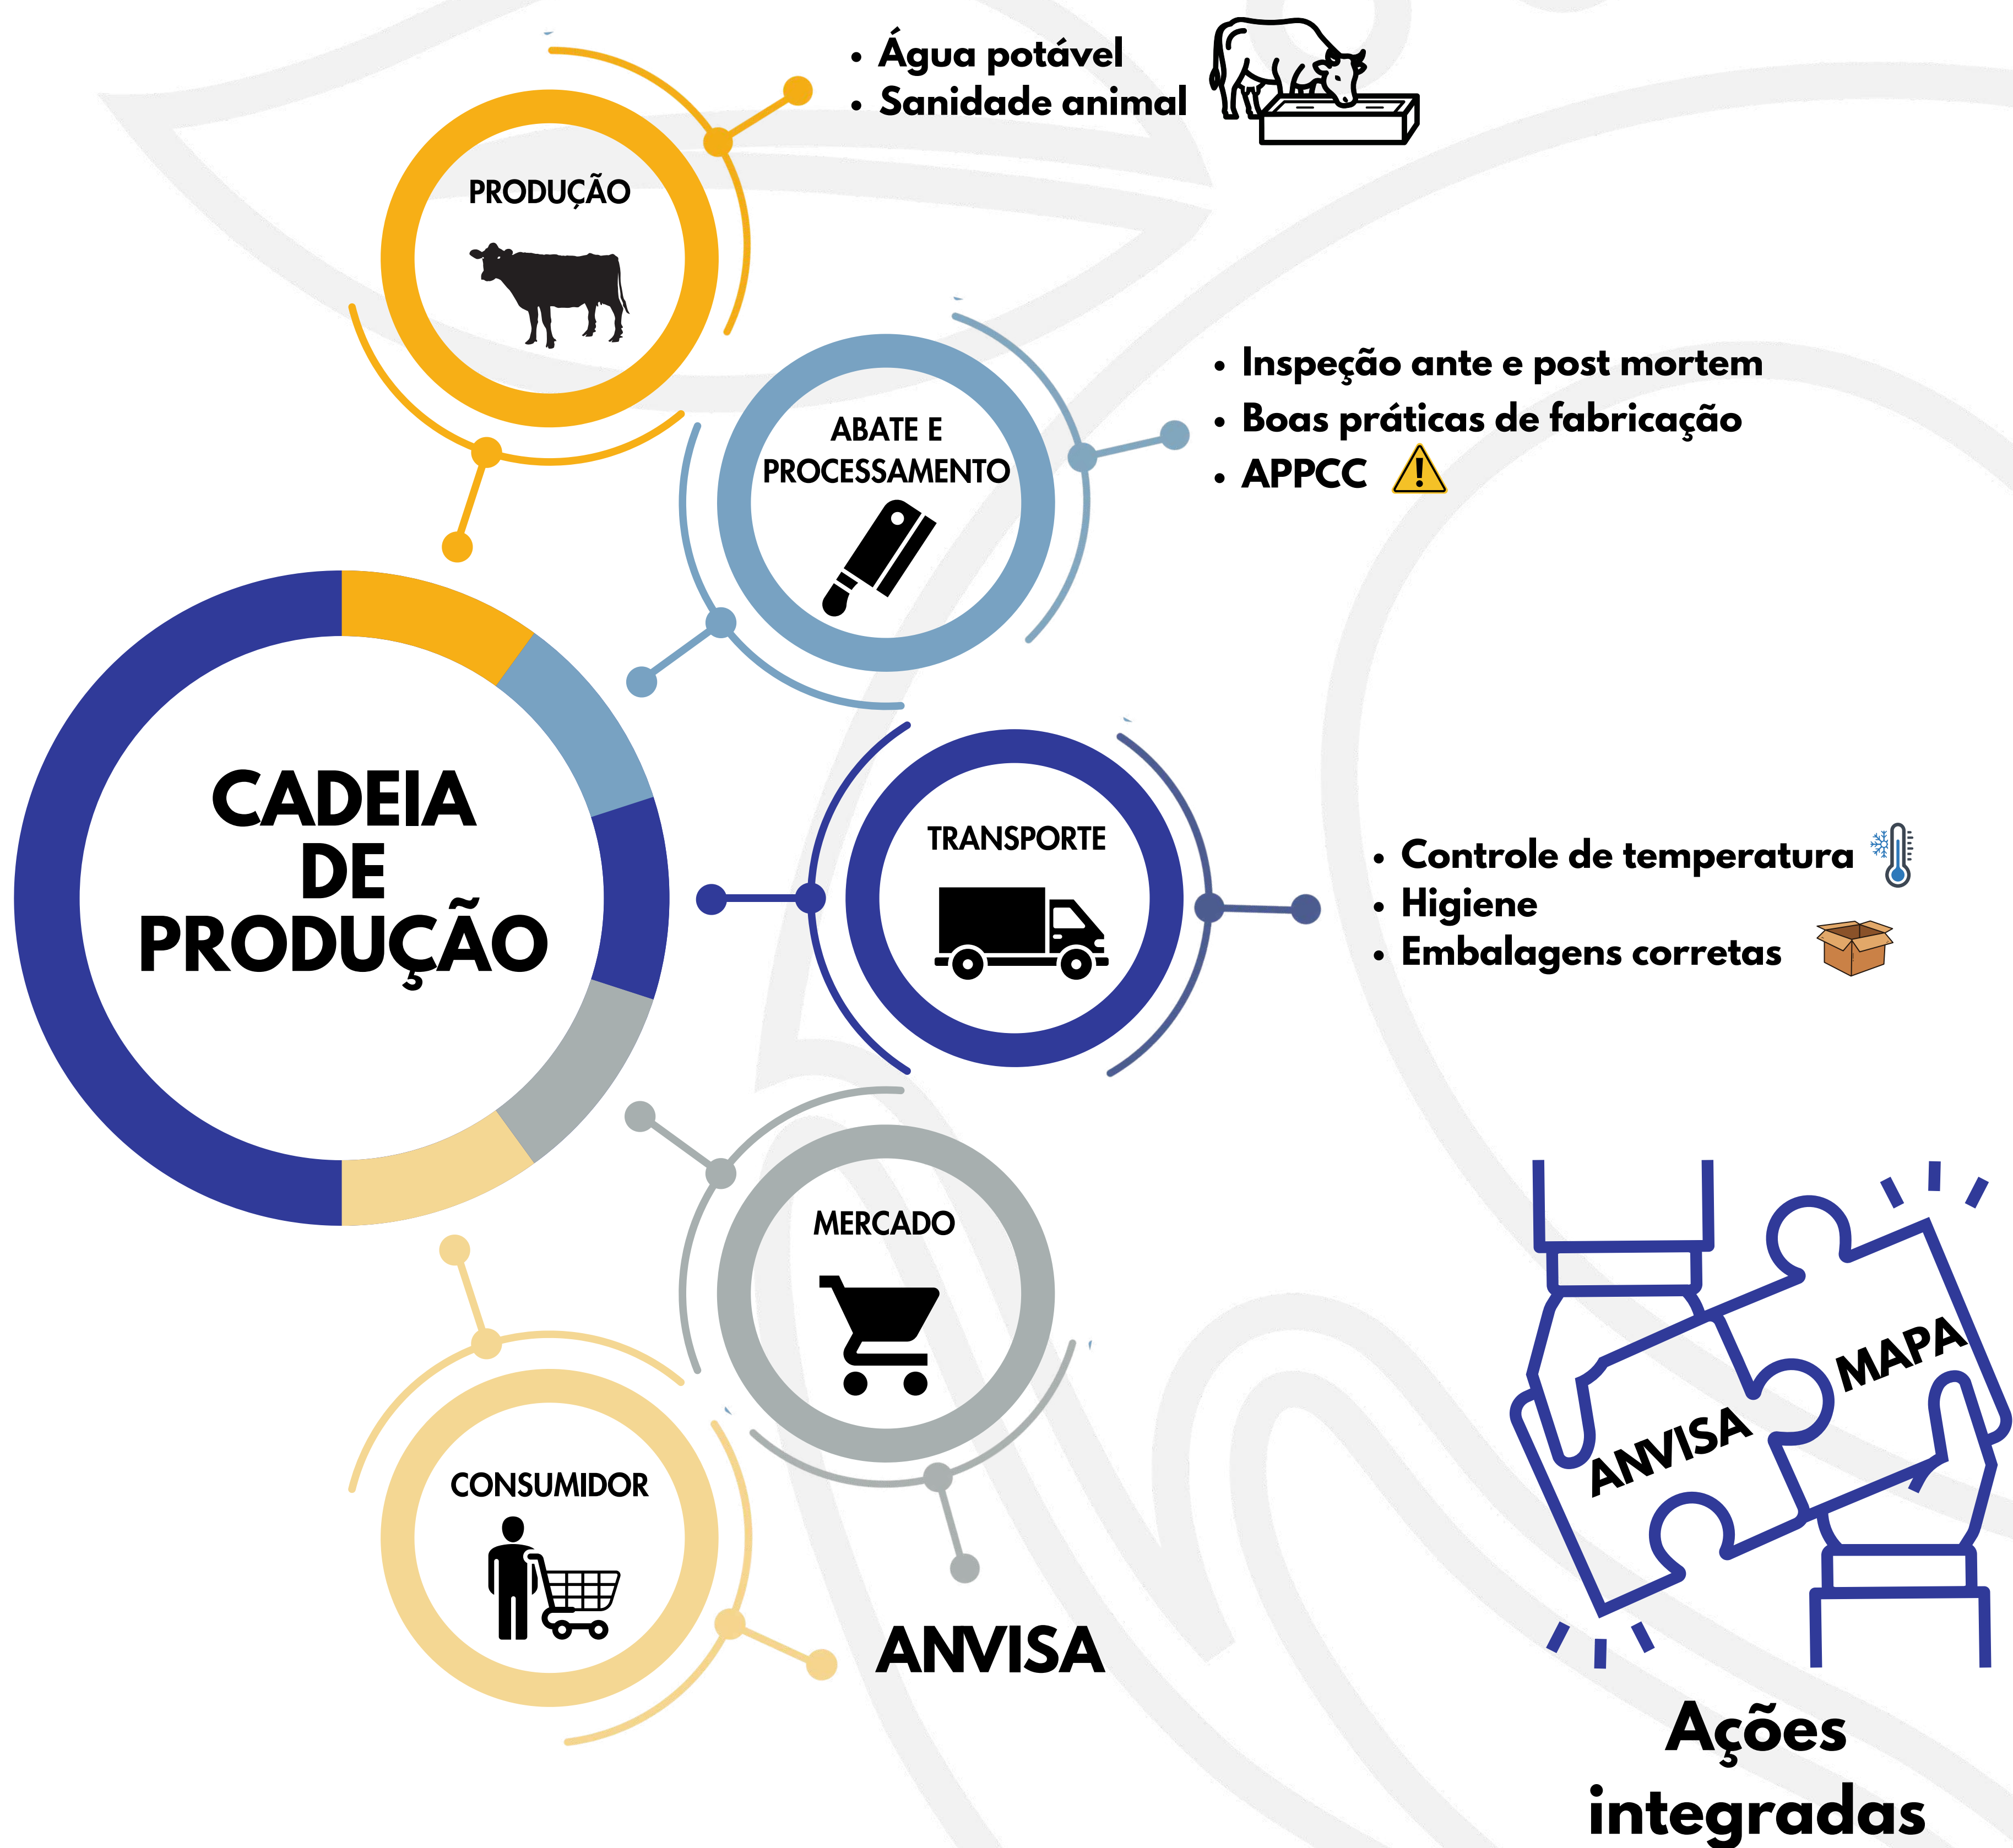 • Água potável
• Sanidade animal
PRODUÇÃO
ABATE E
PROCESSAMENTO
• Inspeção ante e post mortem
• Boas práticas de fabricação
• APPCC
CADEIA
DE
PRODUÇÃO
TRANSPORTE
• Controle de temperatura
• Higiene
• Embalagens corretas
MERCADO
CONSUMIDOR
ANVISA
MAPA
ANVISA
Ações
integradas